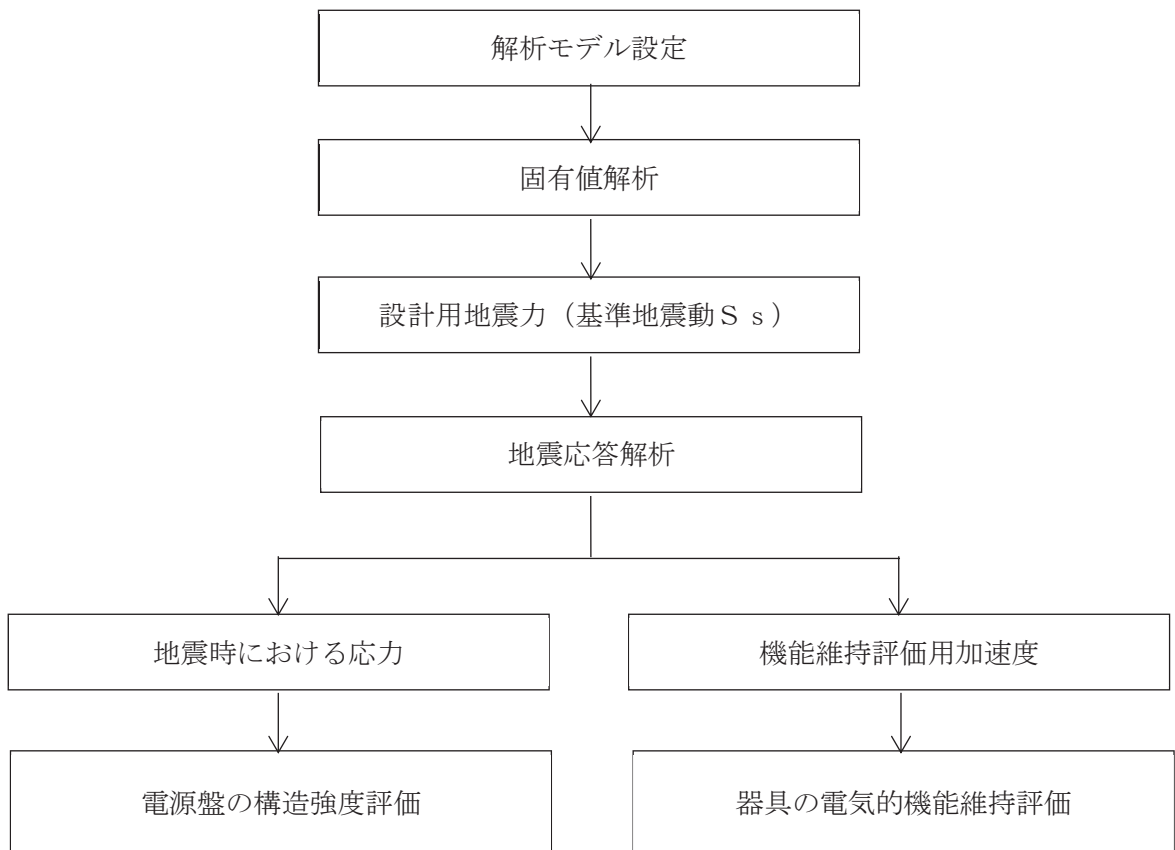 解析モデル設定
固有値解析
設計用地震力（基準地震動Ｓｓ）
地震応答解析
地震時における応力
機能維持評価用加速度
電源盤の構造強度評価
器具の電気的機能維持評価